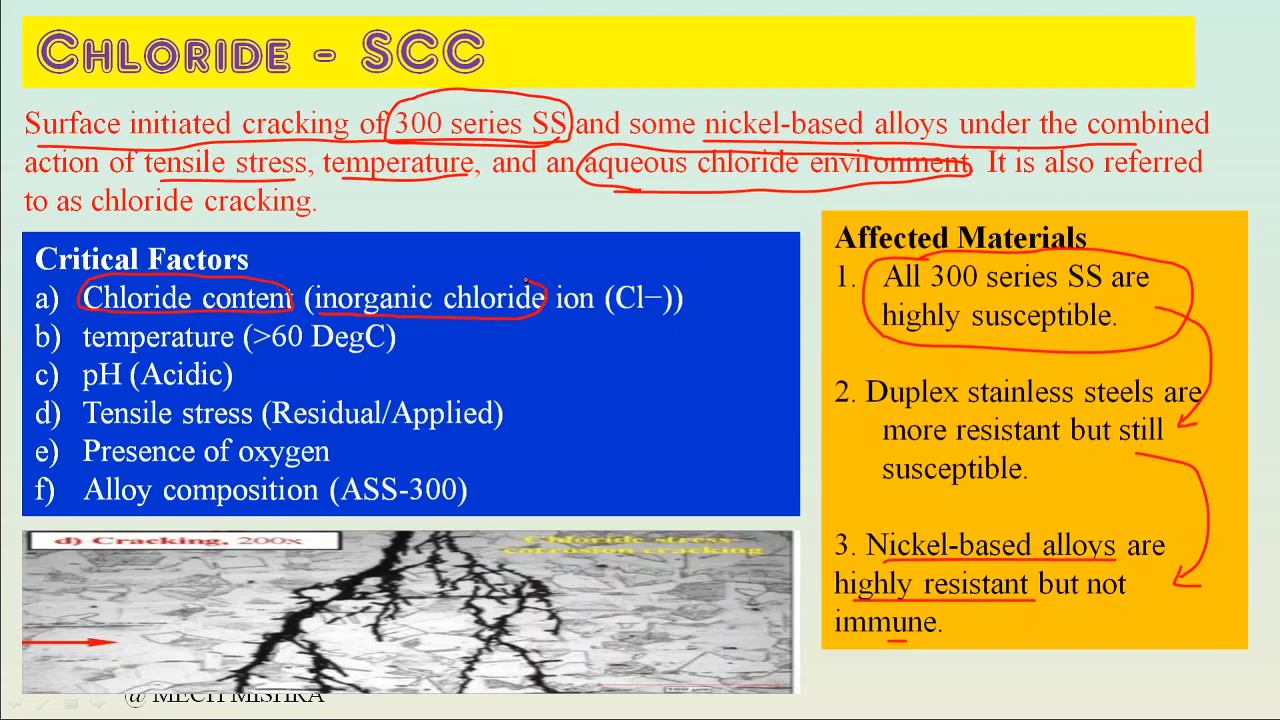 CHLORIDE - SCC
Surface initiated cracking of 300 series SS and some nickel-based alloys under the combined
action of tensile stress, temperature, and an aqueous chloride environment. It is also referred
to as chloride cracking.
Critical Factors
a) Chloride content (inorganic chloride ion (Cl−))
b) temperature (>60 DegC)
c) pH (Acidic)
d) Tensile stress (Residual/Applied)
e) Presence of oxygen
f) Alloy composition (ASS-300)
Affected Materials
1. All 300 series SS are
highly susceptible.
2. Duplex stainless steels are
more resistant but still
susceptible.
3. Nickel-based alloys are
highly resistant but not
immune.
d) Cracking, 200x
Chloride stress-
corrosion cracking
@ MECH MISHRA